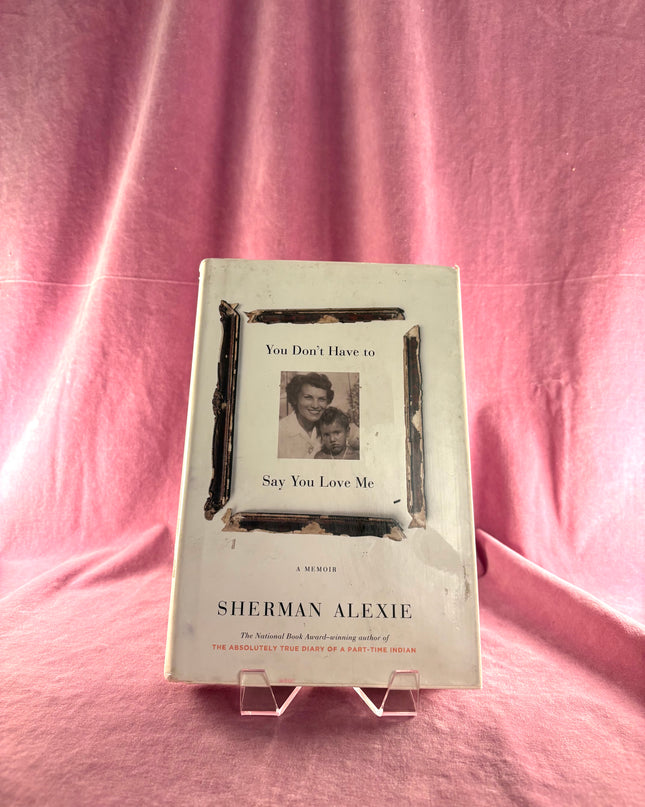 You Don't Have to
Say You Love Me
A MEMOIR
SHERMAN ALEXIE
The National Book Award–winning author of
THE ABSOLUTELY TRUE DIARY OF A PART-TIME INDIAN